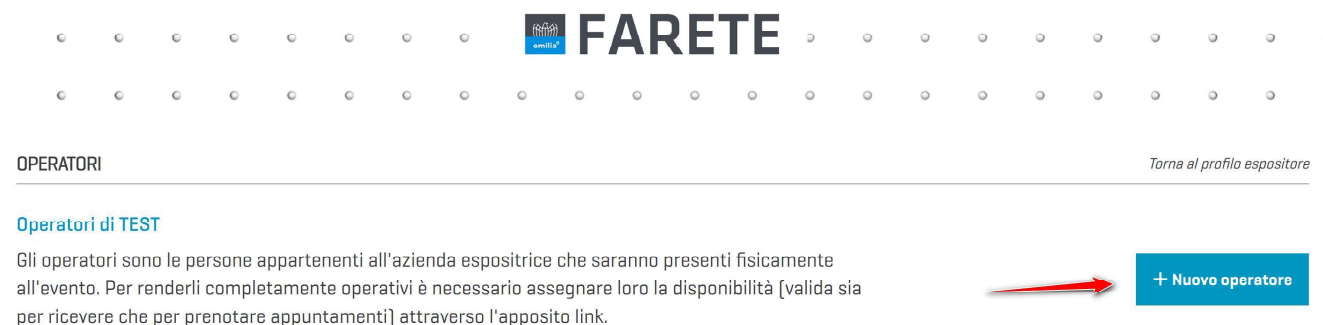 emilia
FARETE
OPERATORI
Torna al profilo espositore
Operatori di TEST
Gli operatori sono le persone appartenenti all'azienda espositrice che saranno presenti fisicamente
all'evento. Per renderli completamente operativi è necessario assegnare loro la disponibilità (valida sia
per ricevere che per prenotare appuntamenti) attraverso l'apposito link.
+ Nuovo operatore